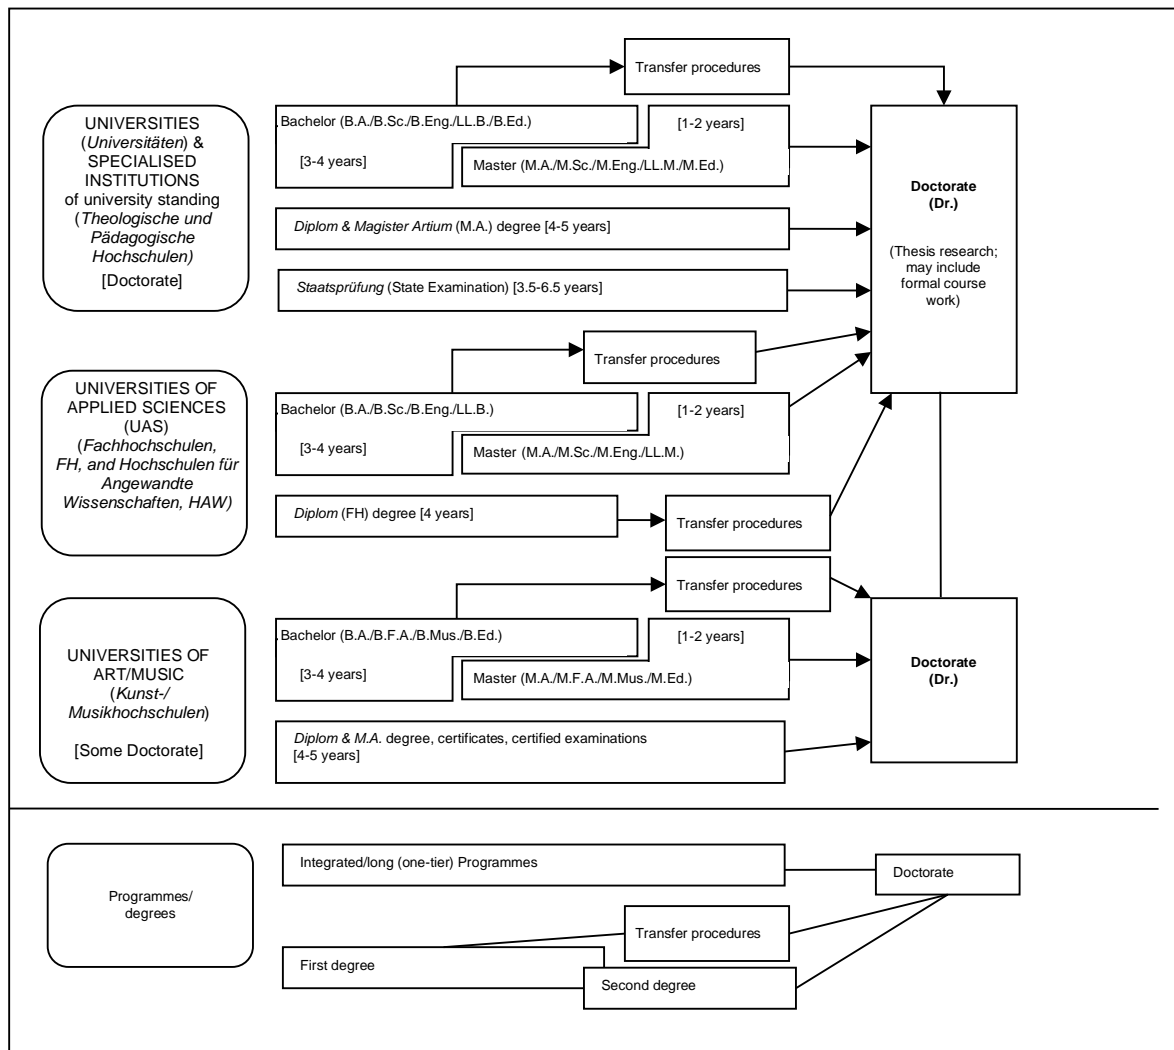 Transfer procedures
UNIVERSITIES
(Universitäten) &
SPECIALISED
INSTITUTIONS
of university standing
(Theologische und
Pädagogische
Hochschulen)
[Doctorate]
Bachelor (B.A./B.Sc./B.Eng./LL.B./B.Ed.)
[3-4 years]
[1-2 years]
Master (M.A./M.Sc./M.Eng./LL.M./M.Ed.)
Diplom & Magister Artium (M.A.) degree [4-5 years]
Staatsprüfung (State Examination) [3.5-6.5 years]
Doctorate
(Dr.)
(Thesis research;
may include
formal course
work)
Transfer procedures
UNIVERSITIES OF
APPLIED SCIENCES
(UAS)
(Fachhochschulen,
FH, and Hochschulen für
Angewandte
Wissenschaften, HAW)
Bachelor (B.A./B.Sc./B.Eng./LL.B.)
[3-4 years]
[1-2 years]
Master (M.A./M.Sc./M.Eng./LL.M.)
Diplom (FH) degree [4 years]
Transfer procedures
Transfer procedures
UNIVERSITIES OF
ART/MUSIC
(Kunst-/
Musikhochschulen)
[Some Doctorate]
Bachelor (B.A./B.F.A./B.Mus./B.Ed.)
[3-4 years]
[1-2 years]
Master (M.A./M.F.A./M.Mus./M.Ed.)
Diplom & M.A. degree, certificates, certified examinations
[4-5 years]
Doctorate
(Dr.)
Programmes/
degrees
Integrated/long (one-tier) Programmes
Doctorate
Transfer procedures
First degree
Second degree